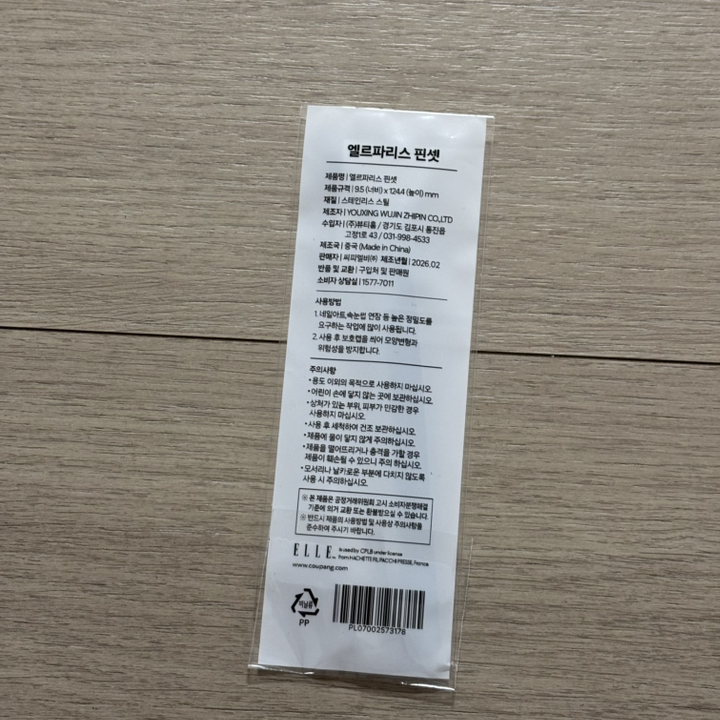 엘르파리스 핀셋
제품명 | 엘르파리스 핀셋
제품규격 | 9.5 (너비) x 124.4 (높이) mm
재질 | 스테인리스 스틸
제조자 | YOUXING WUJIN ZHIPIN CO.,LTD
수입자 | (주)뷰티홈 / 경기도 김포시 통진읍
고정1로 43 / 031-998-4533
제조국 | 중국 (Made in China)
판매자 | 씨피엘비㈜ 제조년월 | 2026.02
반품 및 교환 | 구입처 및 판매원
소비자 상담실 | 1577-7011
사용방법
1. 네일아트,속눈썹 연장 등 높은 정밀도를
요구하는 작업에 많이 사용됩니다.
2. 사용 후 보호캡을 씌어 모양변형과
위험성을 방지합니다.
주의사항
• 용도 이외의 목적으로 사용하지 마십시오.
• 어린이 손에 닿지 않는 곳에 보관하십시오.
• 상처가 있눈 부위, 피부가 민감한 경우
사용하지 마십시오.
• 사용 후 세척하여 건조 보관하십시오.
• 제품에 물이 닿지 않게 주의하십시오.
• 제품을 떨어뜨리거나 충격을 가할 경우
제품이 훼손될 수 있으니 주의 하십시오.
• 모서리나 날카로운 부분에 다치지 않도록
사용 시 주의하십시오.
※ 본 제품은 공정거래위원회 고시 소비자분쟁해결
기준에 의거 교환 또는 환불받으실 수 있습니다.
※ 반드시 제품의 사용방법 및 사용상 주의사항을
준수하여 주시기 바랍니다.
ELLE is used by CPLB under license
from HACHETTE FILIPACCHI PRESSE, France.
www.coupang.com
비닐류
PP
PL07002573178